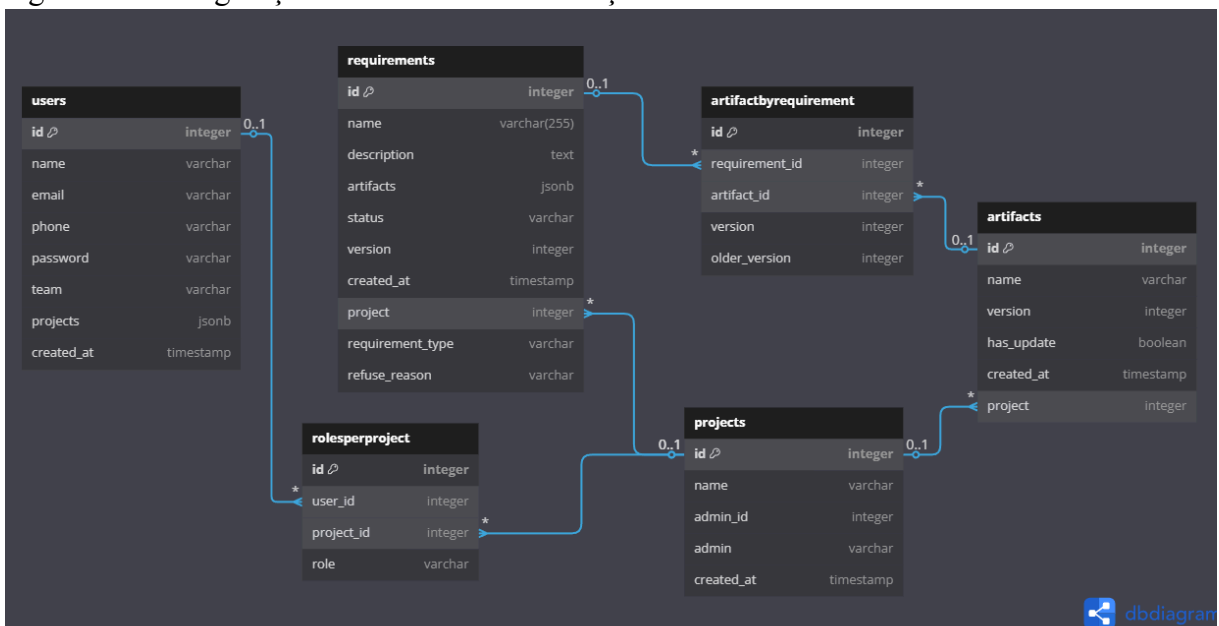 users
id integer 0..1
name varchar
email varchar
phone varchar
password varchar
team varchar
projects jsonb
created_at timestamp
requirements
id integer 0..1
name varchar(255)
description text
artifacts jsonb
status varchar
version integer
created_at timestamp
project integer *
requirement_type varchar
refuse_reason varchar
artifactbyrequirement
id integer
* requirement_id integer
artifact_id integer *
version integer
older_version integer
artifacts
0..1 id integer
name varchar
version integer
has_update boolean
created_at timestamp
* project integer
rolesperproject
id integer
* user_id integer
project_id integer *
role varchar
projects
0..1 id integer 0..1
name varchar
admin_id integer
admin varchar
created_at timestamp
dbdiagram